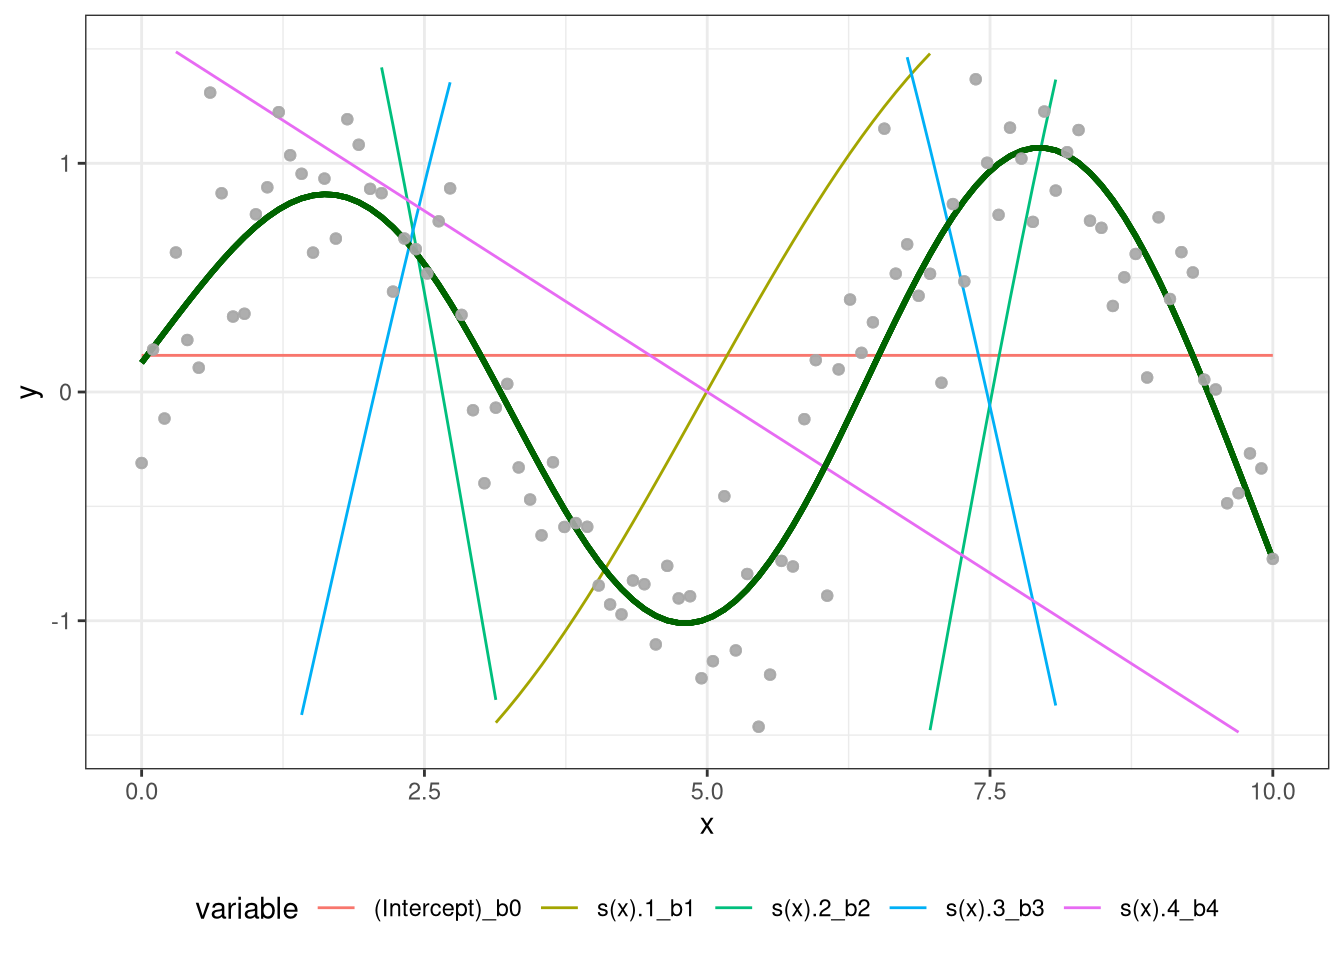 1
0
-1
y
0.0 2.5 5.0 7.5 10.0
x
variable (Intercept)_b0 s(x).1_b1 s(x).2_b2 s(x).3_b3 s(x).4_b4